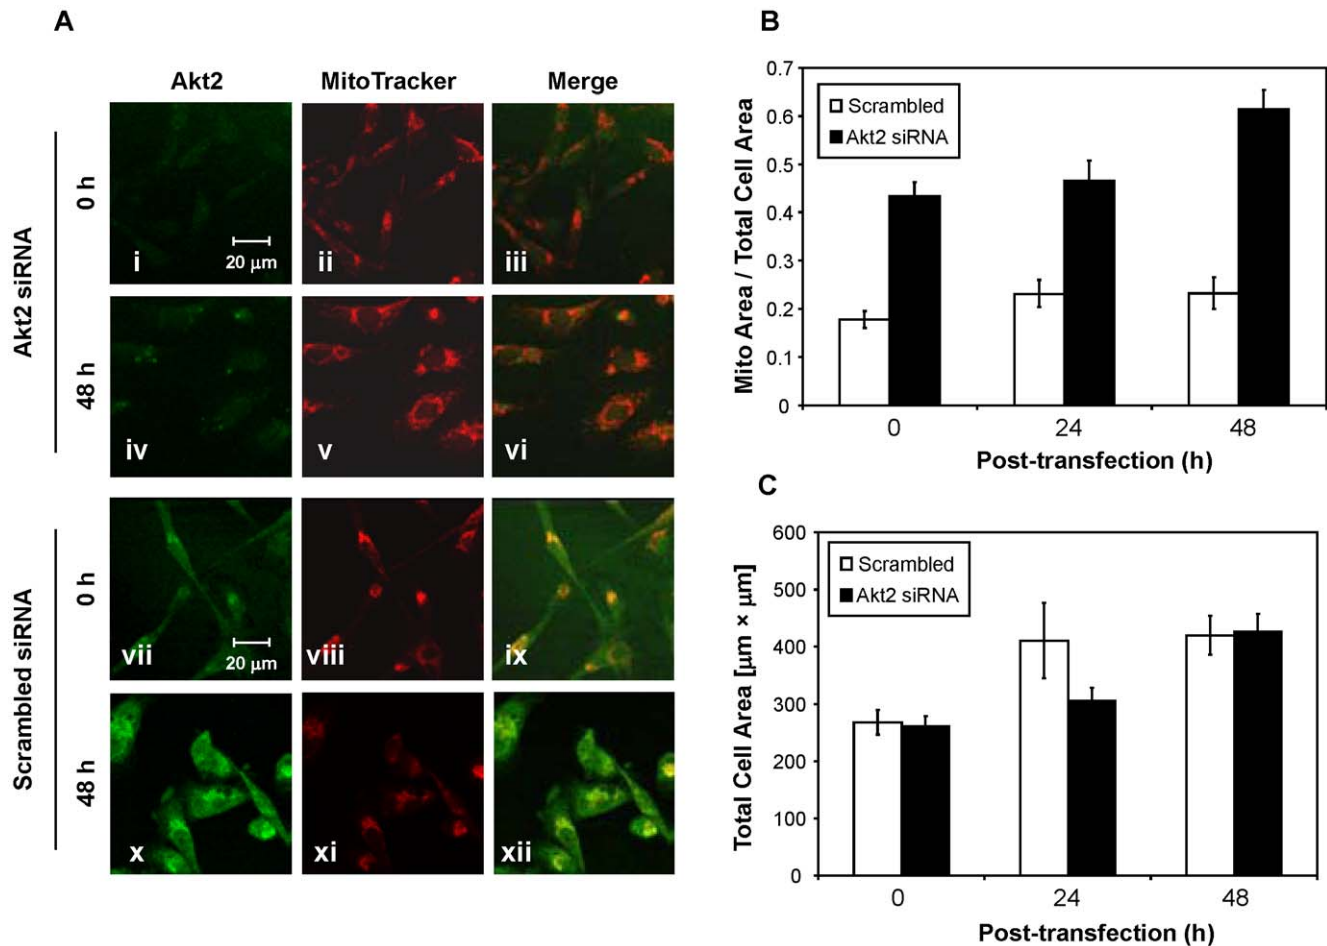 A
Akt2 MitoTracker Merge
Akt2 siRNA
0 h
i
20 μm
ii
iii
48 h
iv
v
vi
Scrambled siRNA
0 h
vii
20 μm
viii
ix
48 h
x
xi
xii
B
Mito Area / Total Cell Area
0.7
0.6
0.5
0.4
0.3
0.2
0.1
0
Scrambled
Akt2 siRNA
0 24 48
Post-transfection (h)
C
Total Cell Area [μm × μm]
600
500
400
300
200
100
0
Scrambled
Akt2 siRNA
0 24 48
Post-transfection (h)